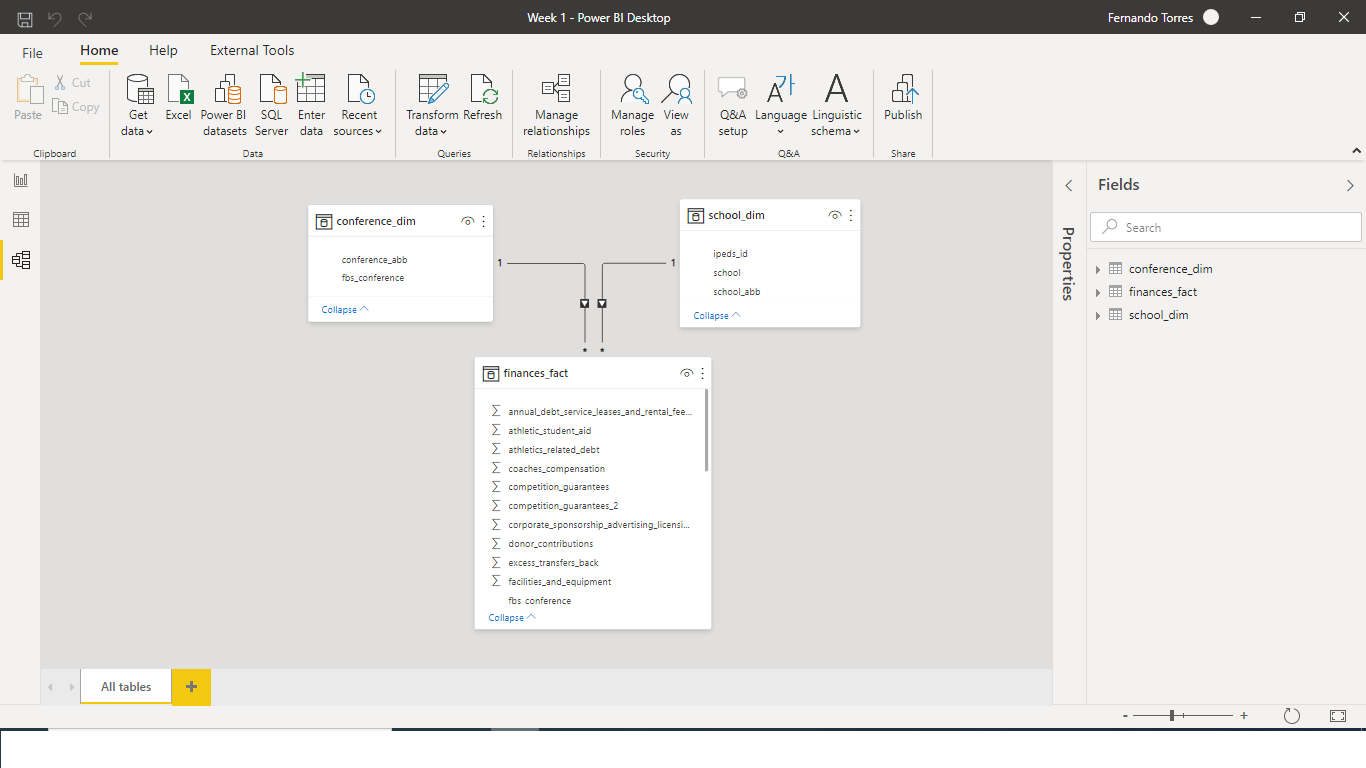 Week 1 - Power BI Desktop
Fernando Torres
File
Home
Help
External Tools
Paste
Cut
Copy
Clipboard
Get
data
Excel
Power BI
datasets
SQL
Server
Enter
data
Recent
sources
Data
Transform
data
Refresh
Queries
Manage
relationships
Relationships
Manage
roles
View
as
Security
Q&A
setup
Language
Linguistic
schema
Q&A
Publish
Share
conference_dim
conference_abb
fbs_conference
Collapse
1
school_dim
ipeds_id
school
school_abb
Collapse
1
*
*
finances_fact
annual_debt_service_leases_and_rental_fee...
athletic_student_aid
athletics_related_debt
coaches_compensation
competition_guarantees
competition_guarantees_2
corporate_sponsorship_advertising_licensi...
donor_contributions
excess_transfers_back
facilities_and_equipment
fbs_conference
Collapse
Properties
Fields
Search
conference_dim
finances_fact
school_dim
All tables